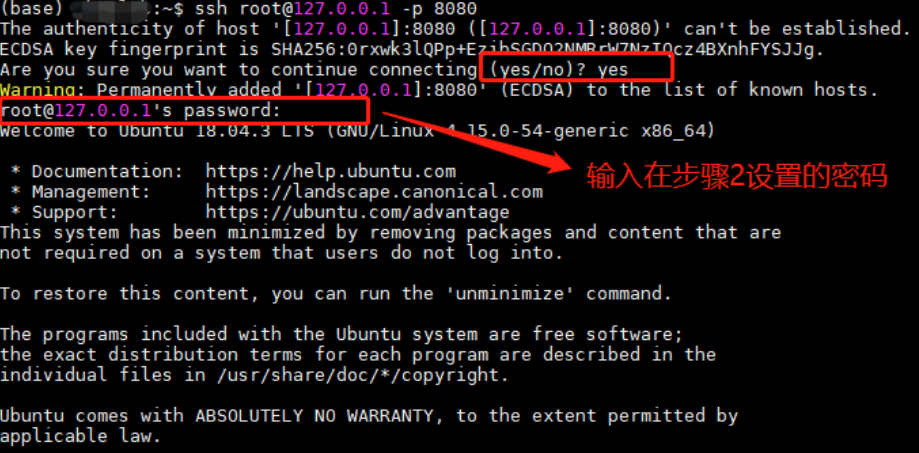 (base) :~$ ssh root@127.0.0.1 -p 8080
The authenticity of host '[127.0.0.1]:8080 ([127.0.0.1]:8080)' can't be established.
ECDSA key fingerprint is
Are you sure you want to continue connecting (yes/no)? yes
Warning: Permanently added '[127.0.0.1]:8080' (ECDSA) to the list of known hosts.
root@127.0.0.1's password:
Welcome to Ubuntu 18.04.3 LTS (GNU/Linux 4.15.0-54-generic x86_64)
输入在步骤2设置的密码
* Documentation: https://help.ubuntu.com
* Management: https://landscape.canonical.com
* Support: https://ubuntu.com/advantage
This system has been minimized by removing packages and content that are
not required on a system that users do not log into.
To restore this content, you can run the 'unminimize' command.
The programs included with the Ubuntu system are free software;
the exact distribution terms for each program are described in the
individual files in /usr/share/doc/*/copyright.
Ubuntu comes with ABSOLUTELY NO WARRANTY, to the extent permitted by
applicable law.